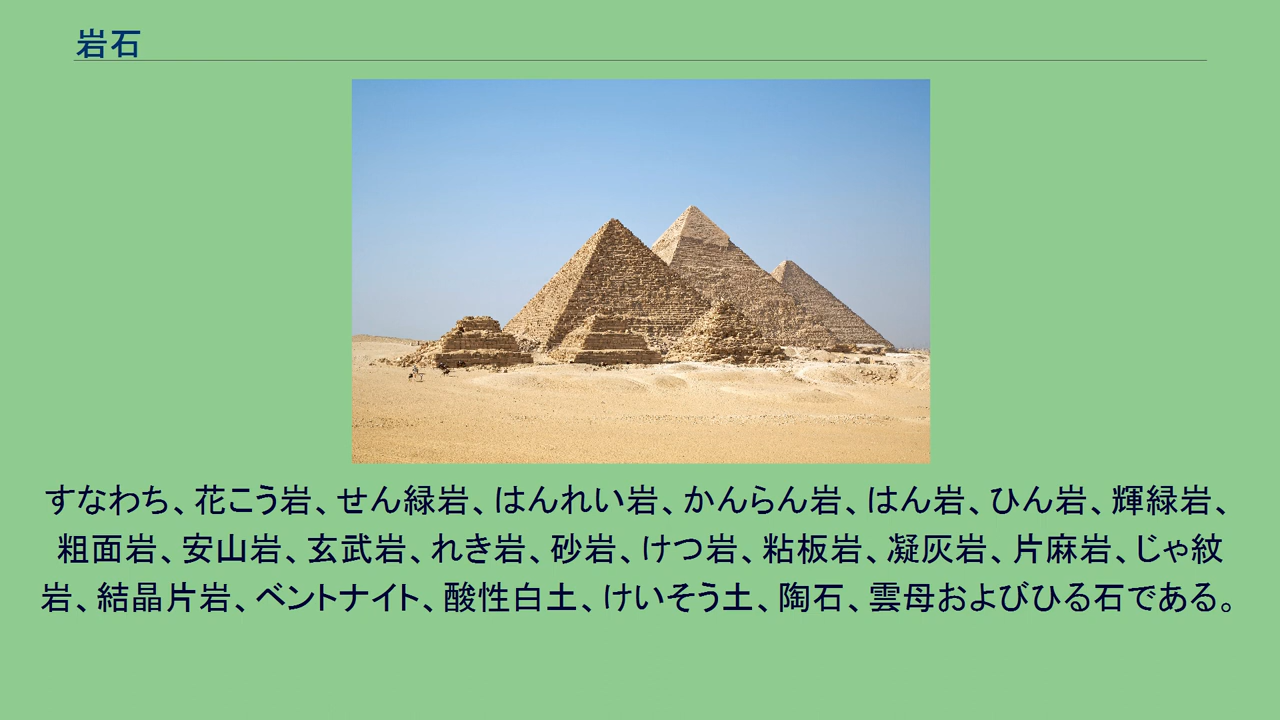 岩石
すなわち、花こう岩、せん緑岩、はんれい岩、かんらん岩、はん岩、ひん岩、輝緑岩、
粗面岩、安山岩、玄武岩、れき岩、砂岩、けつ岩、粘板岩、凝灰岩、片麻岩、じゃ紋
岩、結晶片岩、ベントナイト、酸性白土、けいそう土、陶石、雲母およびひる石である。